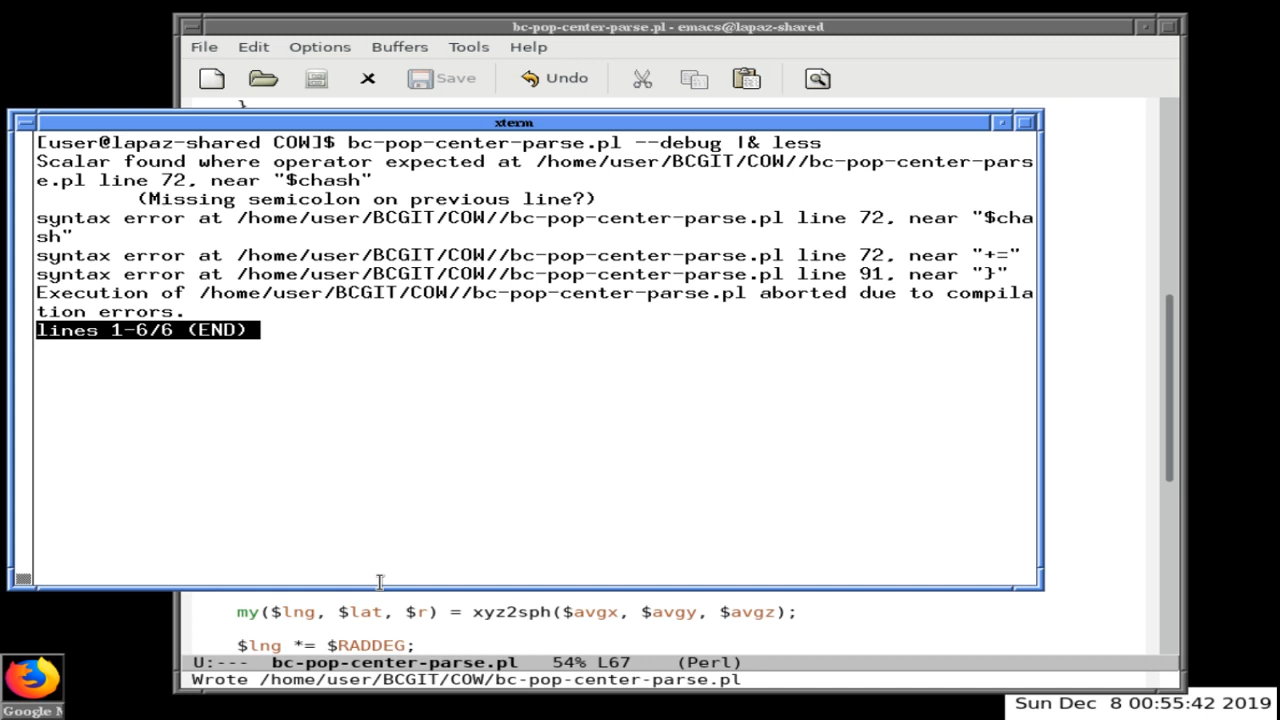 bc-pop-center-parse.pl - emacs@lapaz-shared
File Edit Options Buffers Tools Help
Save Undo
}
xterm
[user@lapaz-shared COW]$ bc-pop-center-parse.pl --debug |& less
Scalar found where operator expected at /home/user/BCGIT/COW//bc-pop-center-pars
e.pl line 72, near "$chash"
(Missing semicolon on previous line?)
syntax error at /home/user/BCGIT/COW//bc-pop-center-parse.pl line 72, near "$cha
sh"
syntax error at /home/user/BCGIT/COW//bc-pop-center-parse.pl line 72, near "+="
syntax error at /home/user/BCGIT/COW//bc-pop-center-parse.pl line 91, near "}"
Execution of /home/user/BCGIT/COW//bc-pop-center-parse.pl aborted due to compila
tion errors.
lines 1-6/6 (END)
my($lng, $lat, $r) = xyz2sph($avgx, $avgy, $avgz);
$lng *= $RADDEG;
U:--- bc-pop-center-parse.pl 54% L67 (Perl)
Wrote /home/user/BCGIT/COW/bc-pop-center-parse.pl
Google M
Sun Dec 8 00:55:42 2019